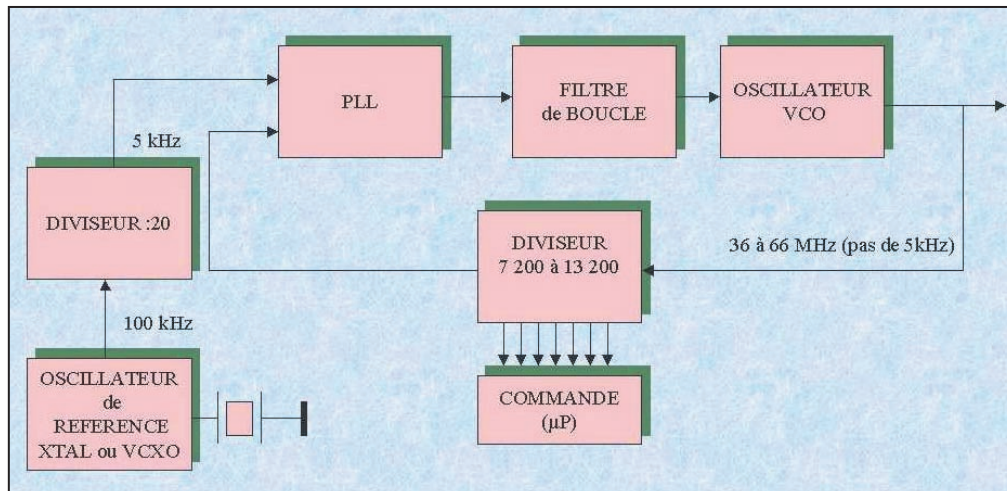 PLL
FILTRE
de BOUCLE
OSCILLATEUR
VCO
5 kHz
DIVISEUR :20
DIVISEUR
7 200 à 13 200
36 à 66 MHz (pas de 5kHz)
100 kHz
OSCILLATEUR
de
REFERENCE
XTAL ou VCXO
COMMANDE
(µP)